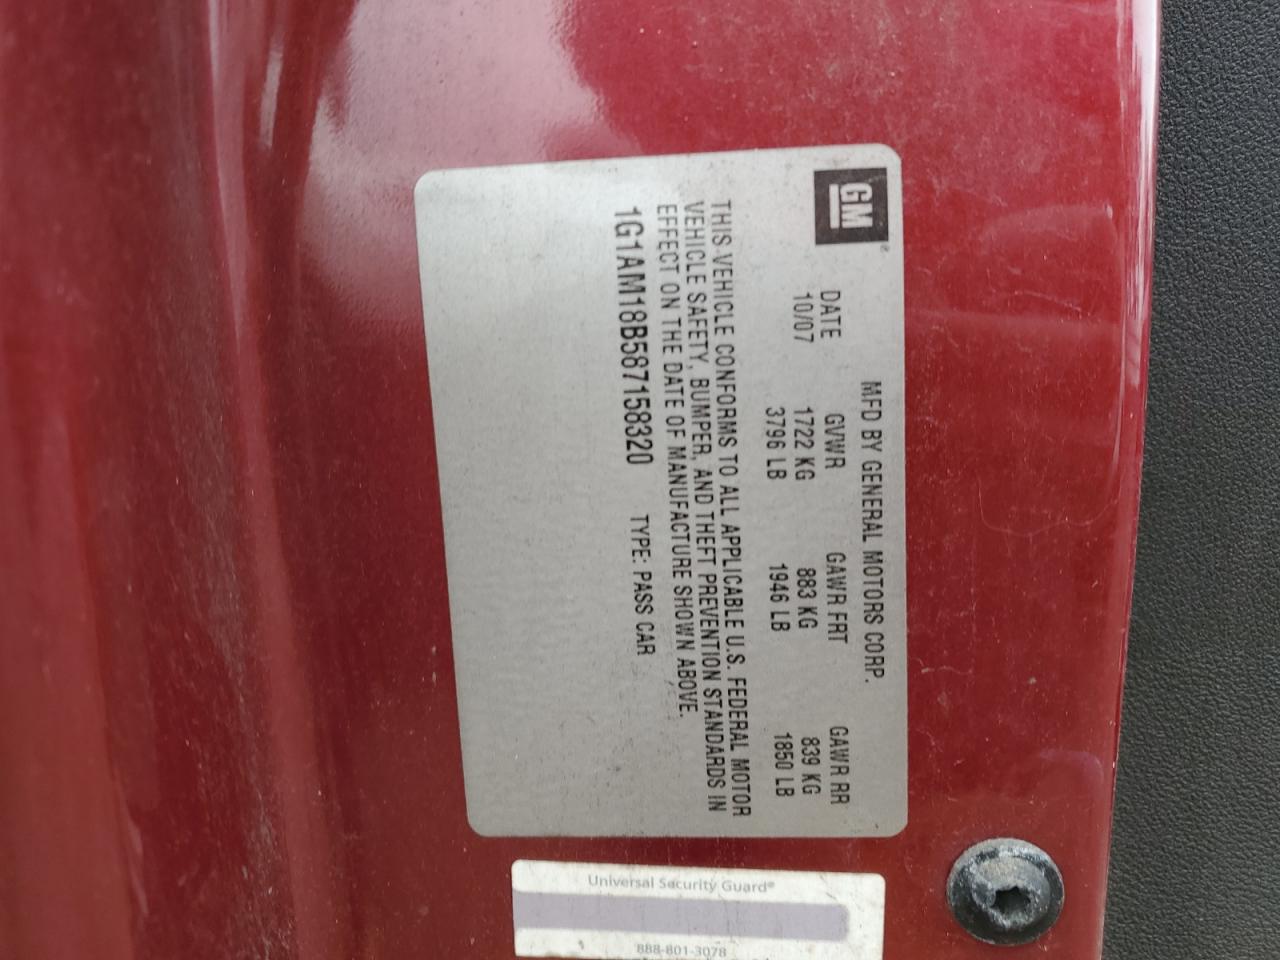 GM
MFD BY GENERAL MOTORS CORP.
DATE GVWR GAWR FRT GAWR RR
10/07 1722 KG 883 KG 839 KG
3796 LB 1946 LB 1850 LB
THIS VEHICLE CONFORMS TO ALL APPLICABLE U.S. FEDERAL MOTOR
VEHICLE SAFETY, BUMPER, AND THEFT PREVENTION STANDARDS IN
EFFECT ON THE DATE OF MANUFACTURE SHOWN ABOVE.
1G1AM18B587158320 TYPE: PASS CAR
Universal Security Guard®
888-801-3078